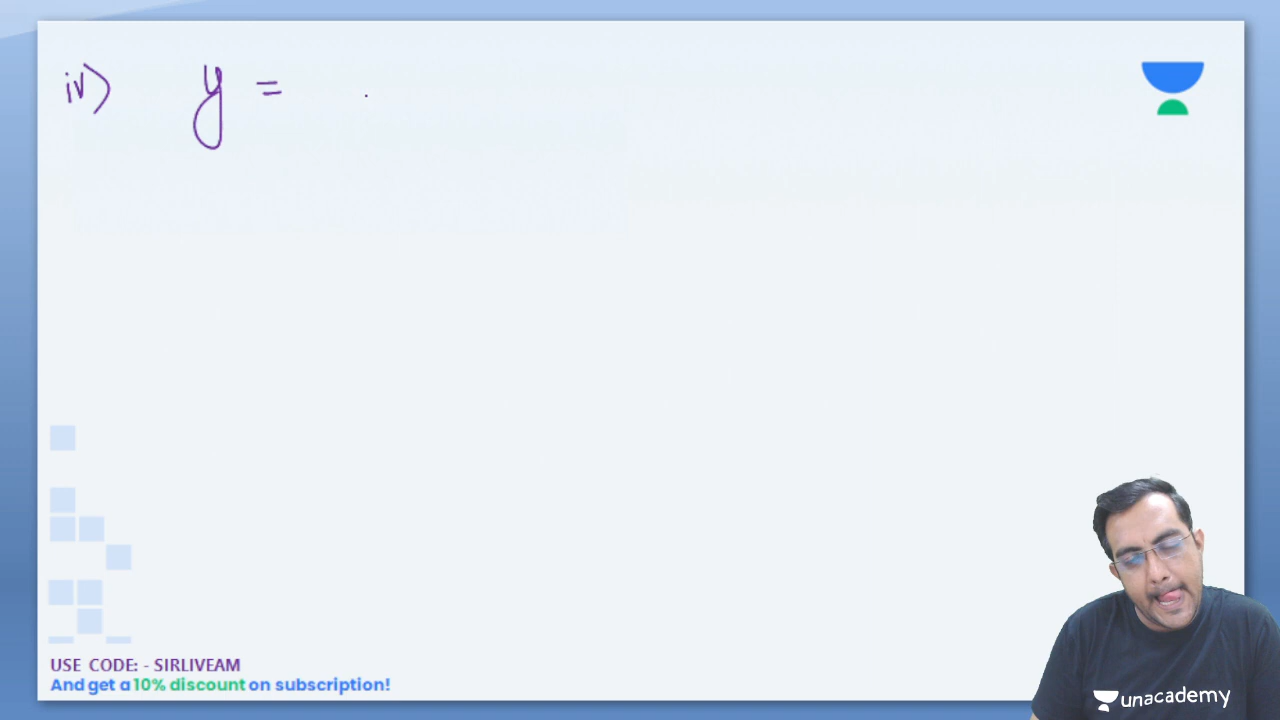 iv) y =
USE CODE: - SIRLIVEAM
And get a 10% discount on subscription!
unacademy